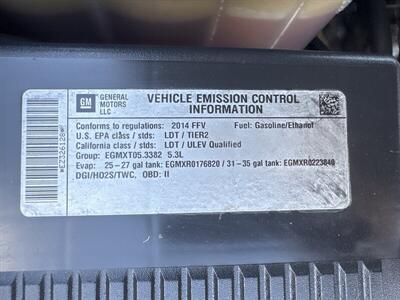 GM
GENERAL MOTORS LLC
VEHICLE EMISSION CONTROL INFORMATION
Conforms to regulations: 2014 FFV Fuel: Gasoline/Ethanol
U.S. EPA class / stds: LDT / TIER2
California class / stds: LDT / ULEV Qualified
Group: EGMXT05.3382 5.3L
Evap: 25-27 gal tank: EGMXR0176820 / 31-35 gal tank: EGMXR0223840
DGI/HO2S/TWC, OBD: II